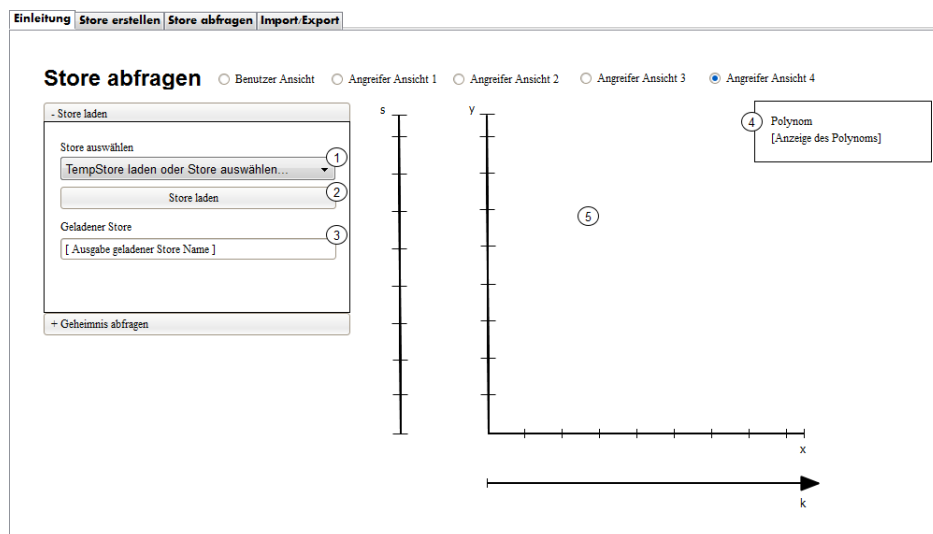 Einleitung Store erstellen Store abfragen Import/Export
Store abfragen Benutzer Ansicht Angreifer Ansicht 1 Angreifer Ansicht 2 Angreifer Ansicht 3 Angreifer Ansicht 4
- Store laden
Store auswählen
TempStore laden oder Store auswählen...
1
Store laden
2
Geladener Store
3
[ Ausgabe geladener Store Name ]
+ Geheimnis abfragen
s
y
4
Polynom
[Anzeige des Polynoms]
5
x
k